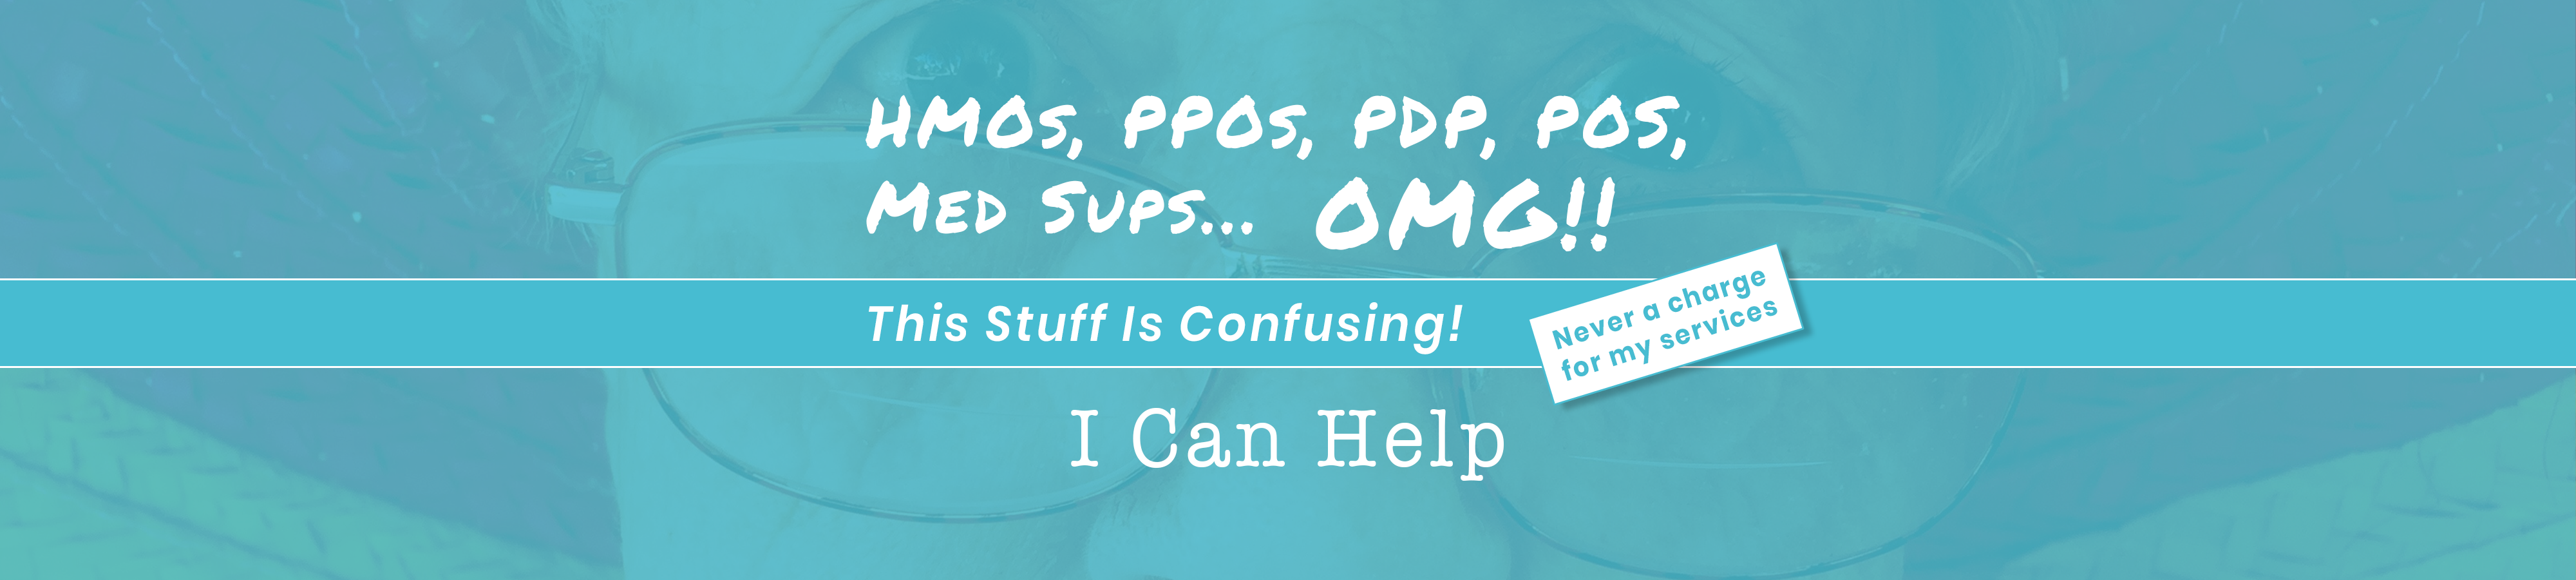 HMOs, PPOs, PDP, POS,
Med Sups... OMG!!
This Stuff Is Confusing!
Never a charge
for my services
I Can Help